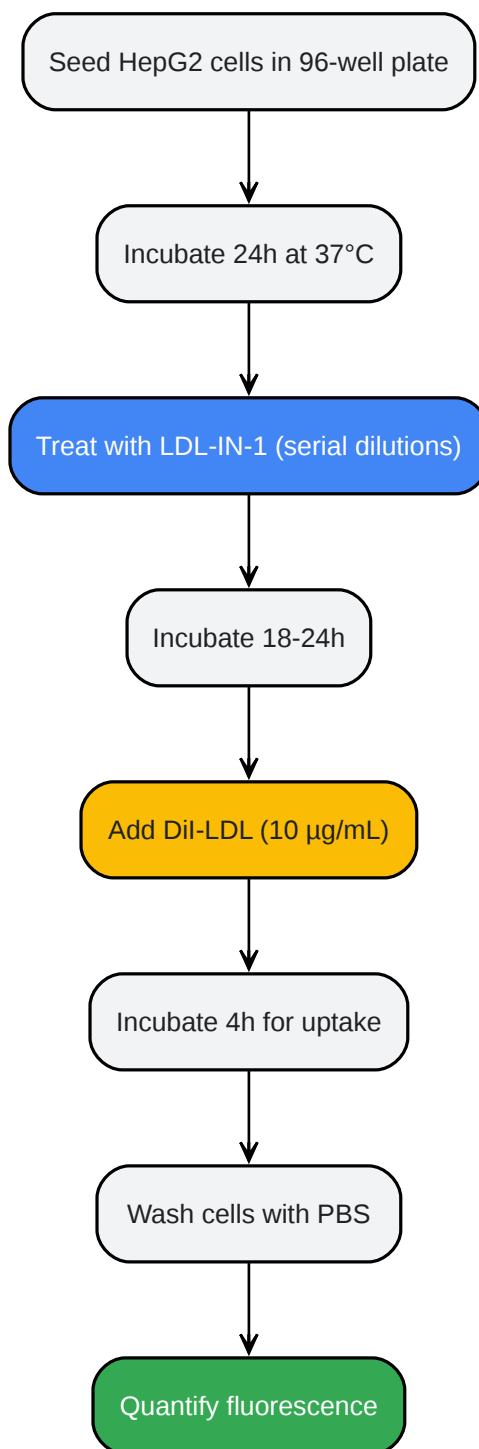 Seed HepG2 cells in 96-well plate
Incubate 24h at 37°C
Treat with LDL-IN-1 (serial dilutions)
Incubate 18-24h
Add DiI-LDL (10 µg/mL)
Incubate 4h for uptake
Wash cells with PBS
Quantify fluorescence